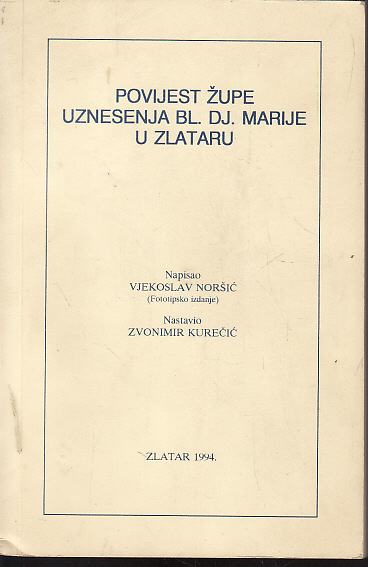 POVIJEST ŽUPE
UZNESENJA BL. DJ. MARIJE
U ZLATARU
Napisao
VJEKOSLAV NORŠIĆ
(Fototipsko izdanje)
Nastavio
ZVONIMIR KUREČIĆ
ZLATAR 1994.